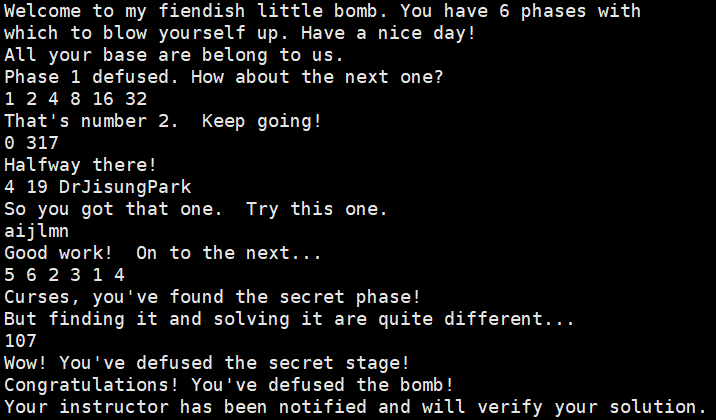 Welcome to my fiendish little bomb. You have 6 phases with
which to blow yourself up. Have a nice day!
All your base are belong to us.
Phase 1 defused. How about the next one?
1 2 4 8 16 32
That's number 2.  Keep going!
0 317
Halfway there!
4 19 DrJisungPark
So you got that one.  Try this one.
aijlmn
Good work!  On to the next...
5 6 2 3 1 4
Curses, you've found the secret phase!
But finding it and solving it are quite different...
107
Wow! You've defused the secret stage!
Congratulations! You've defused the bomb!
Your instructor has been notified and will verify your solution.